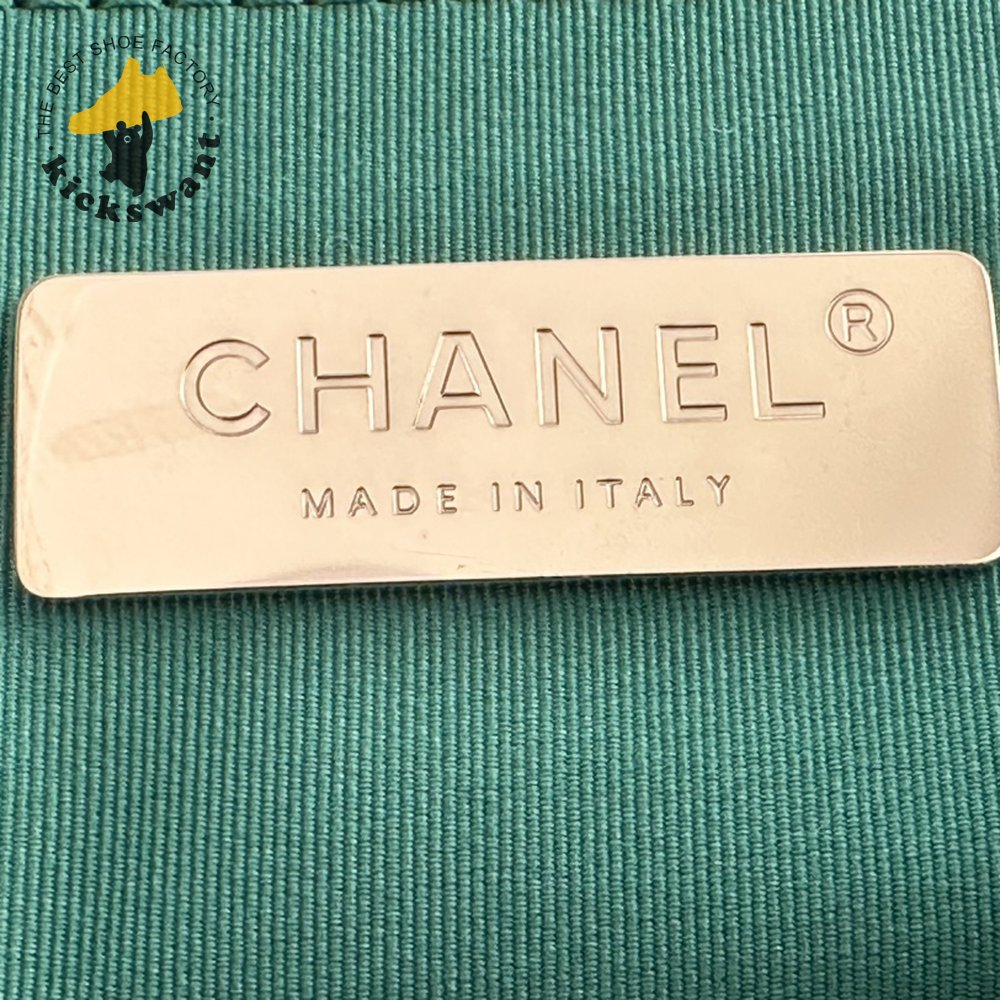 THE BEST SHOE FACTORY
·kickswant·
CHANEL®
MADE IN ITALY